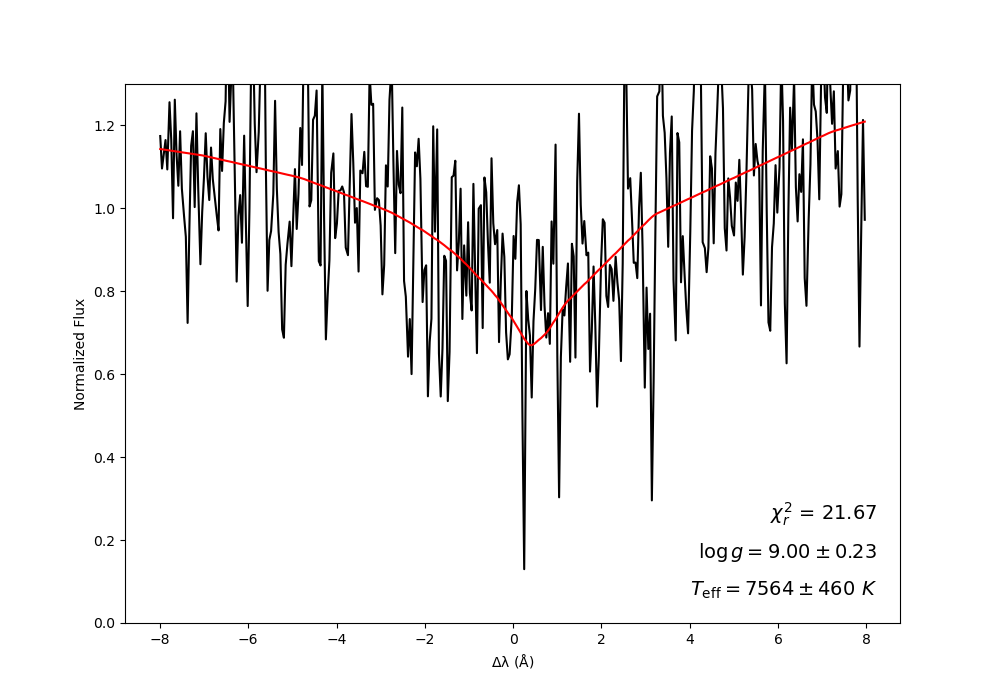 1.2
1.0
0.8
0.6
0.4
0.2
0.0
Normalized Flux
χ²ᵣ = 21.67
log g = 9.00 ± 0.23
T_eff = 7564 ± 460 K
−8 −6 −4 −2 0 2 4 6 8
Δλ (Å)